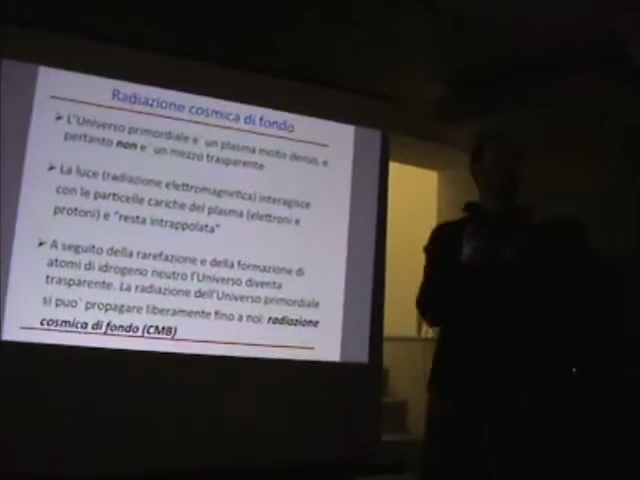 Radiazione cosmica di fondo
➤ L'Universo primordiale e` un plasma molto denso, e
pertanto non e` un mezzo trasparente
➤ La luce (radiazione elettromagnetica) interagisce
con le particelle cariche del plasma (elettroni e
protoni) e "resta intrappolata"
➤ A seguito della rarefazione e della formazione di
atomi di idrogeno neutro l'Universo diventa
trasparente. La radiazione dell'Universo primordiale
si puo` propagare liberamente fino a noi: radiazione
cosmica di fondo (CMB)